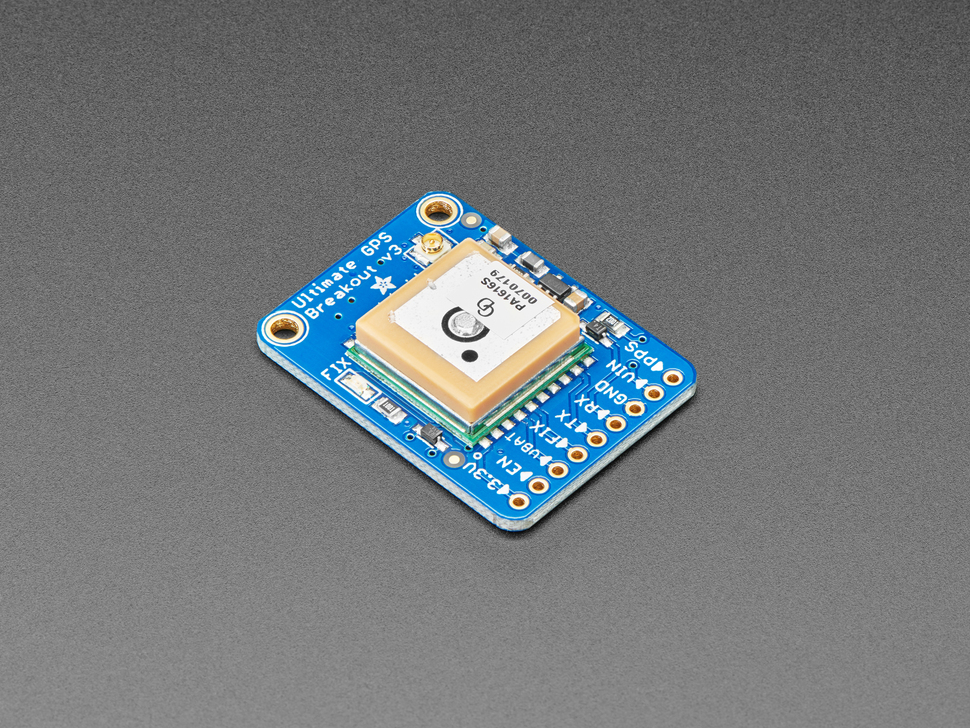 Ultimate GPS
Breakout v3
PA1616S
0070179
FIX
PPS
VIN
GND
RX
TX
FIX
VBAT
EN
3.3V